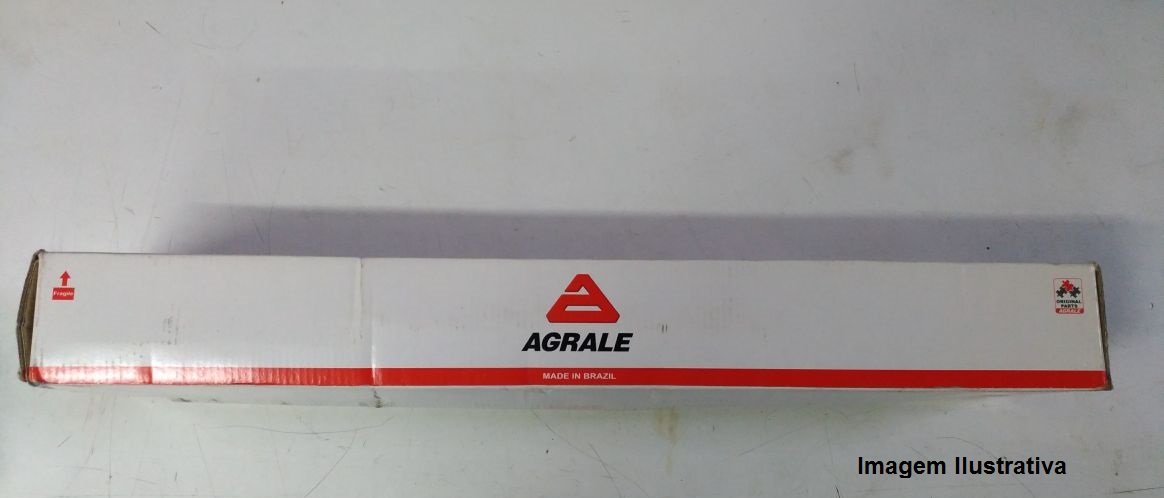 Fragile
AGRALE
MADE IN BRAZIL
ORIGINAL
PARTS
AGRALE
Imagem Ilustrativa